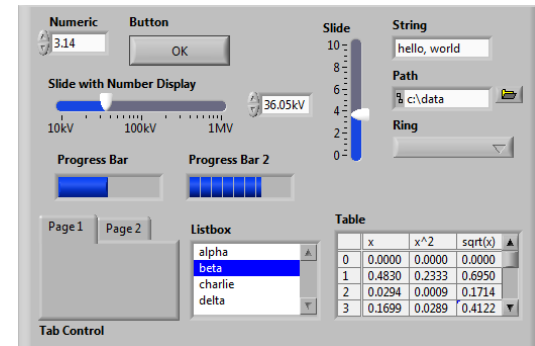 Numeric
3.14
Button
OK
Slide with Number Display
36.05kV
10kV 100kV 1MV
Slide
10
8
6
4
2
0
String
hello, world
Path
c:\data
Ring
Progress Bar
Progress Bar 2
Page 1 Page 2
Tab Control
Listbox
alpha
beta
charlie
delta
Table
x x^2 sqrt(x)
0 0.0000 0.0000 0.0000
1 0.4830 0.2333 0.6950
2 0.0294 0.0009 0.1714
3 0.1699 0.0289 0.4122